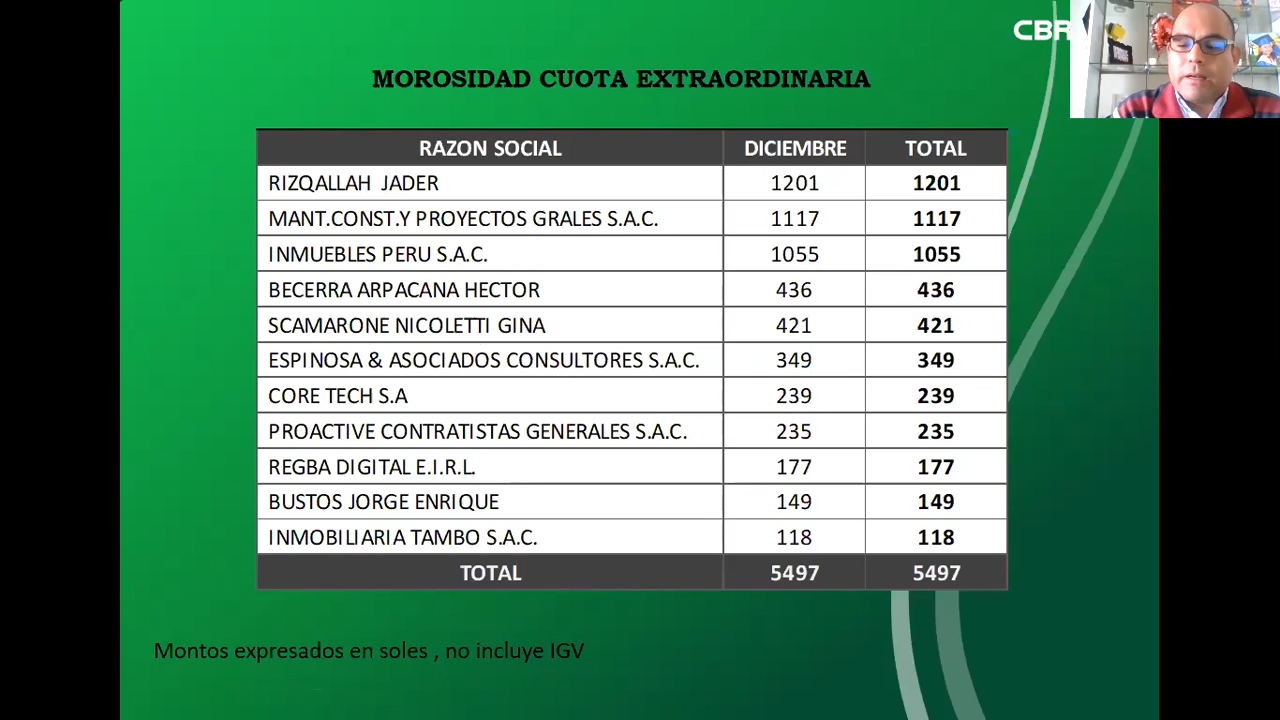 CBR
MOROSIDAD CUOTA EXTRAORDINARIA
RAZON SOCIAL DICIEMBRE TOTAL
RIZQALLAH JADER 1201 1201
MANT.CONST.Y PROYECTOS GRALES S.A.C. 1117 1117
INMUEBLES PERU S.A.C. 1055 1055
BECERRA ARPACANA HECTOR 436 436
SCAMARONE NICOLETTI GINA 421 421
ESPINOSA & ASOCIADOS CONSULTORES S.A.C. 349 349
CORE TECH S.A 239 239
PROACTIVE CONTRATISTAS GENERALES S.A.C. 235 235
REGBA DIGITAL E.I.R.L. 177 177
BUSTOS JORGE ENRIQUE 149 149
INMOBILIARIA TAMBO S.A.C. 118 118
TOTAL 5497 5497
Montos expresados en soles , no incluye IGV